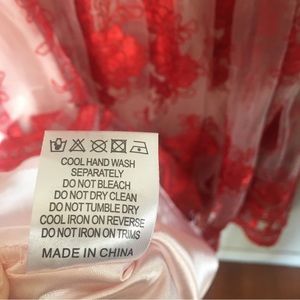 COOL HAND WASH
SEPARATELY
DO NOT BLEACH
DO NOT DRY CLEAN
DO NOT TUMBLE DRY
COOL IRON ON REVERSE
DO NOT IRON ON TRIMS
MADE IN CHINA